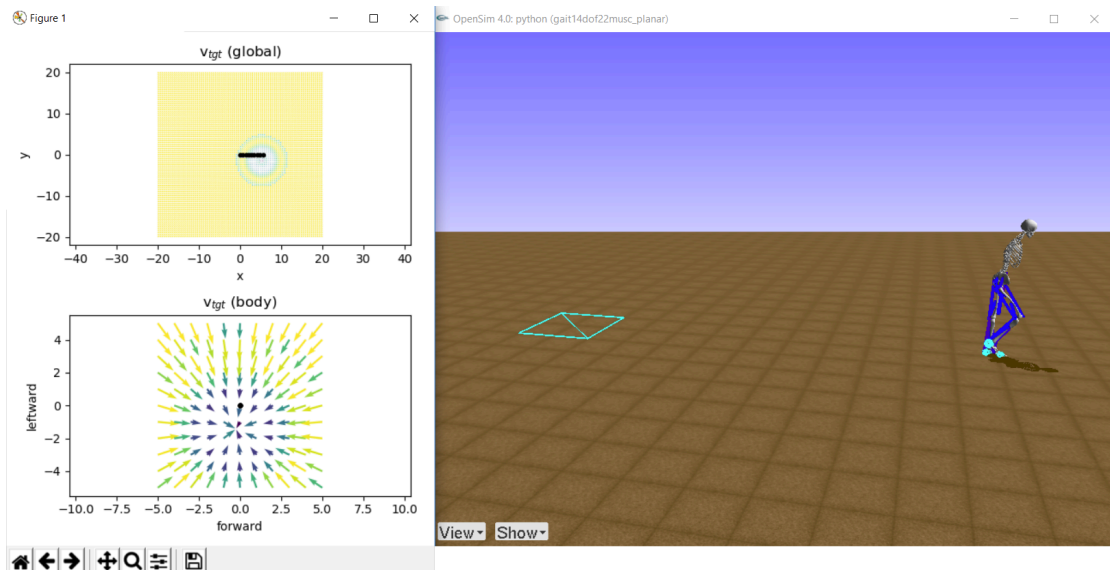 Figure 1
OpenSim 4.0: python (gait14dof22musc_planar)
v_tgt (global)
20
10
0
−10
−20
y
−40 −30 −20 −10 0 10 20 30 40
x
v_tgt (body)
4
2
0
−2
−4
leftward
−10.0 −7.5 −5.0 −2.5 0.0 2.5 5.0 7.5 10.0
forward
View Show